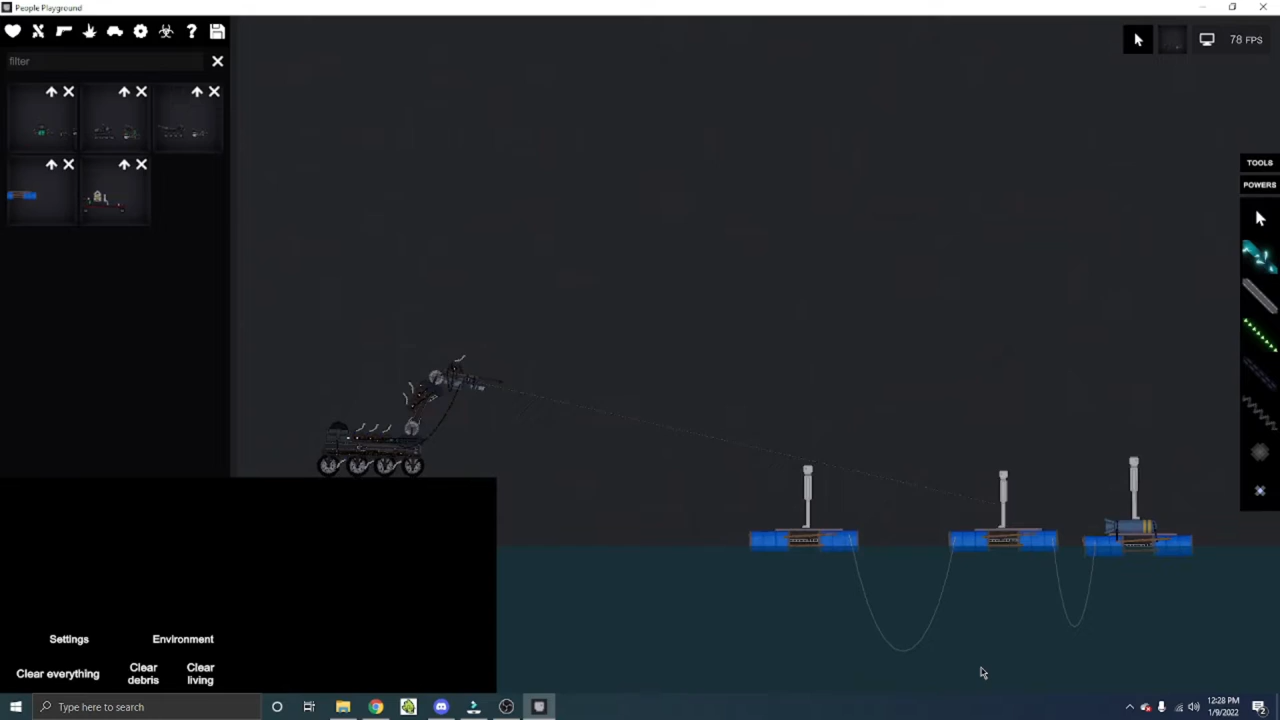 People Playground
78 FPS
filter
TOOLS
POWERS
Settings
Environment
Clear everything
Clear debris
Clear living
Type here to search
12:28 PM
1/9/2022
2